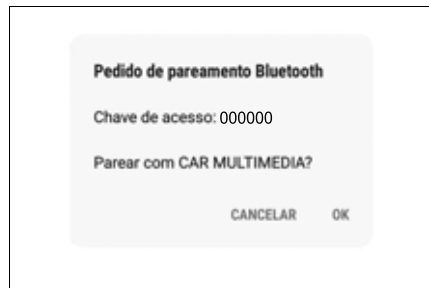 Pedido de pareamento Bluetooth
Chave de acesso: 000000
Parear com CAR MULTIMEDIA?
CANCELAR OK